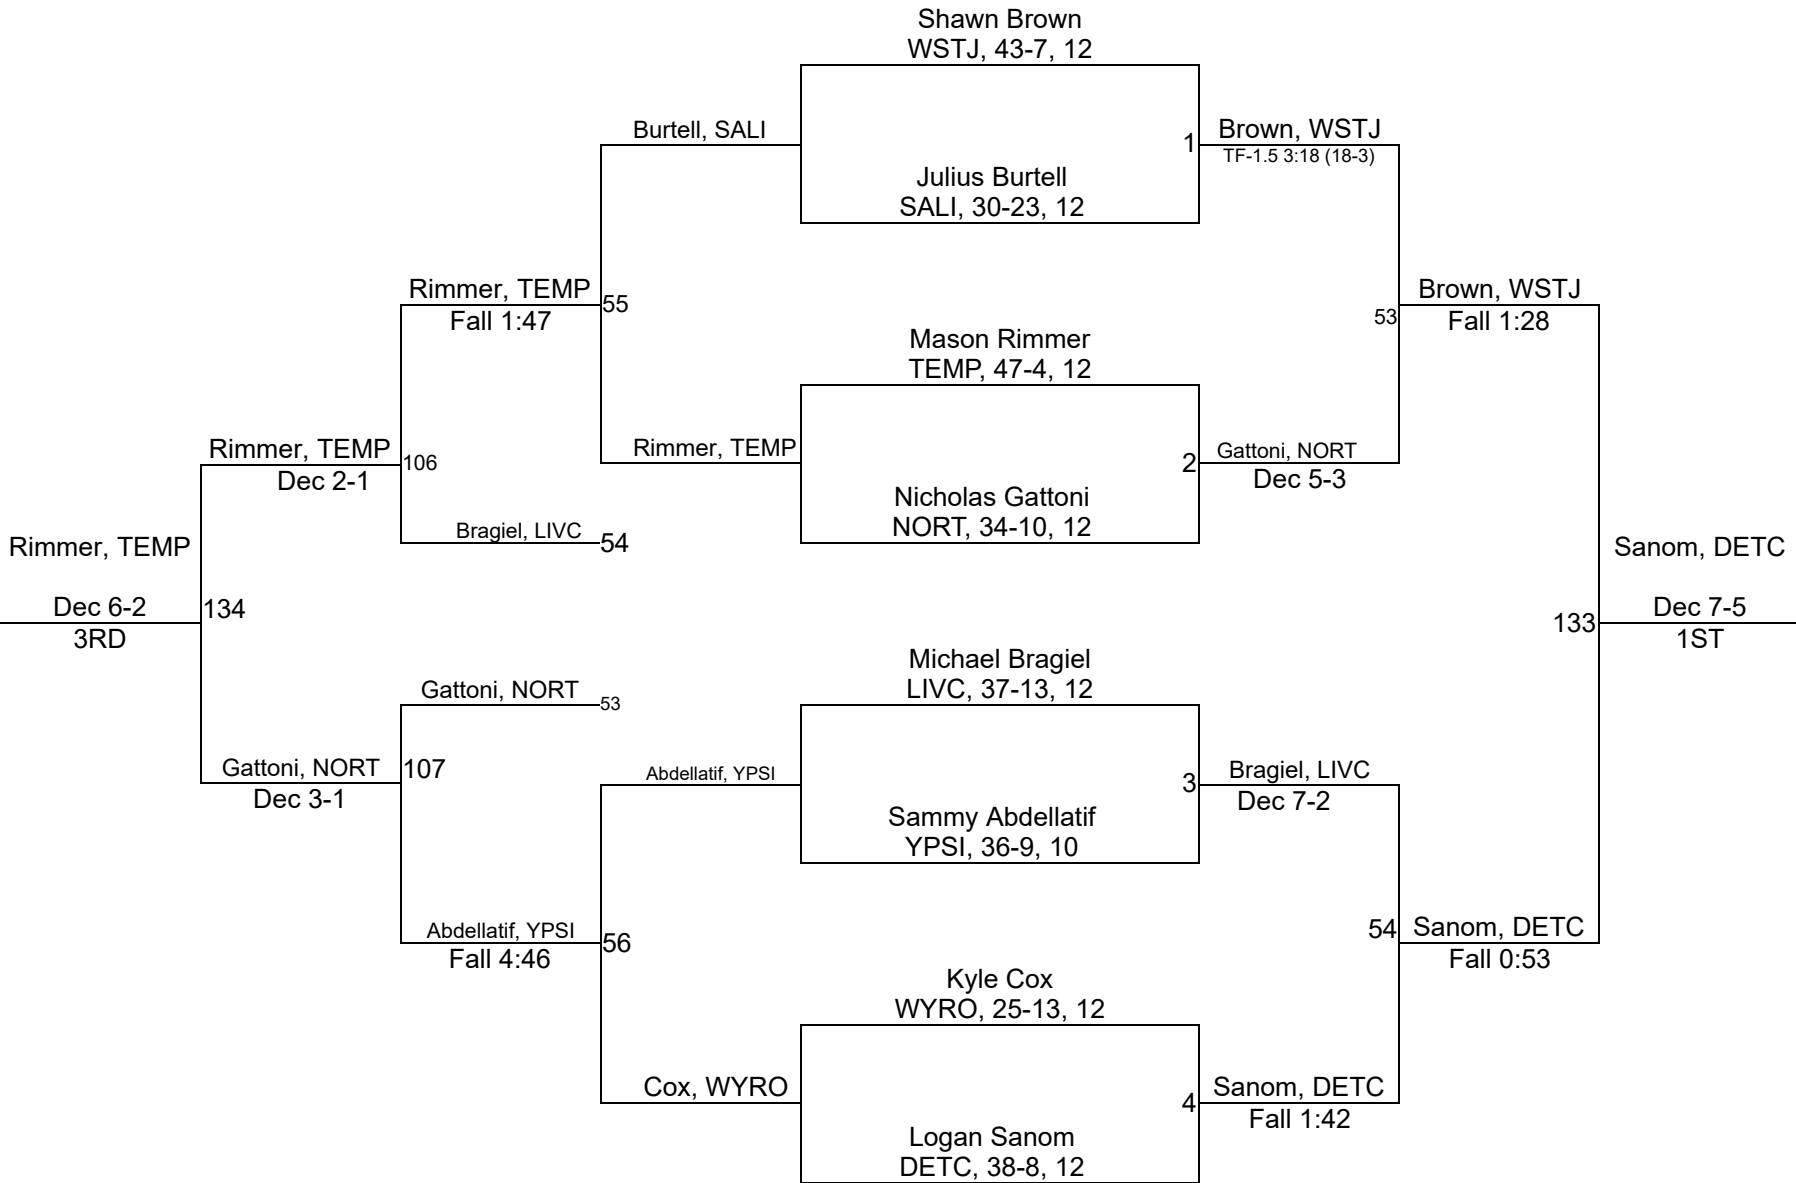 Shawn Brown
WSTJ, 43-7, 12
Burtell, SALI
1
Brown, WSTJ
TF-1.5 3:18 (18-3)
Julius Burtell
SALI, 30-23, 12
Rimmer, TEMP
Fall 1:47
55
Brown, WSTJ
Fall 1:28
53
Mason Rimmer
TEMP, 47-4, 12
Rimmer, TEMP
Dec 2-1
106
Rimmer, TEMP
2
Gattoni, NORT
Dec 5-3
Nicholas Gattoni
NORT, 34-10, 12
Bragiel, LIVC
54
Rimmer, TEMP
Dec 6-2
3RD
134
Sanom, DETC
133
Dec 7-5
1ST
Michael Bragiel
LIVC, 37-13, 12
Gattoni, NORT
53
Gattoni, NORT
Dec 3-1
107
Abdellatif, YPSI
3
Bragiel, LIVC
Dec 7-2
Sammy Abdellatif
YPSI, 36-9, 10
Abdellatif, YPSI
Fall 4:46
56
54
Sanom, DETC
Fall 0:53
Kyle Cox
WYRO, 25-13, 12
Cox, WYRO
4
Sanom, DETC
Fall 1:42
Logan Sanom
DETC, 38-8, 12